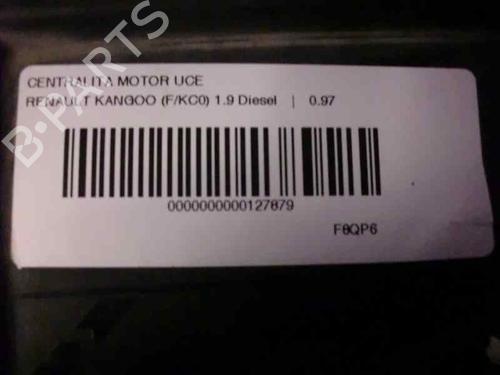 CENTRALITA MOTOR UCE
RENAULT KANGOO (F/KC0) 1.9 Diesel | 0.97
0000000000127879
F8QP6
B-PARTS